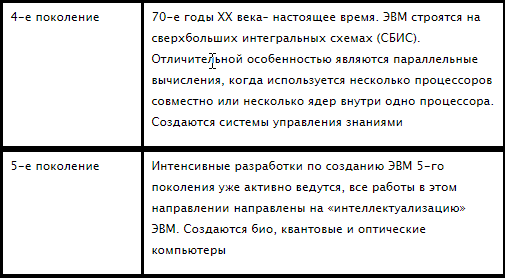 4-е поколение
70-е годы XX века- настоящее время. ЭВМ строятся на
сверхбольших интегральных схемах (СБИС).
Отличительной особенностью являются параллельные
вычисления, когда используется несколько процессоров
совместно или несколько ядер внутри одно процессора.
Создаются системы управления знаниями
5-е поколение
Интенсивные разработки по созданию ЭВМ 5-го
поколения уже активно ведутся, все работы в этом
направлении направлены на «интеллектуализацию»
ЭВМ. Создаются био, квантовые и оптические
компьютеры